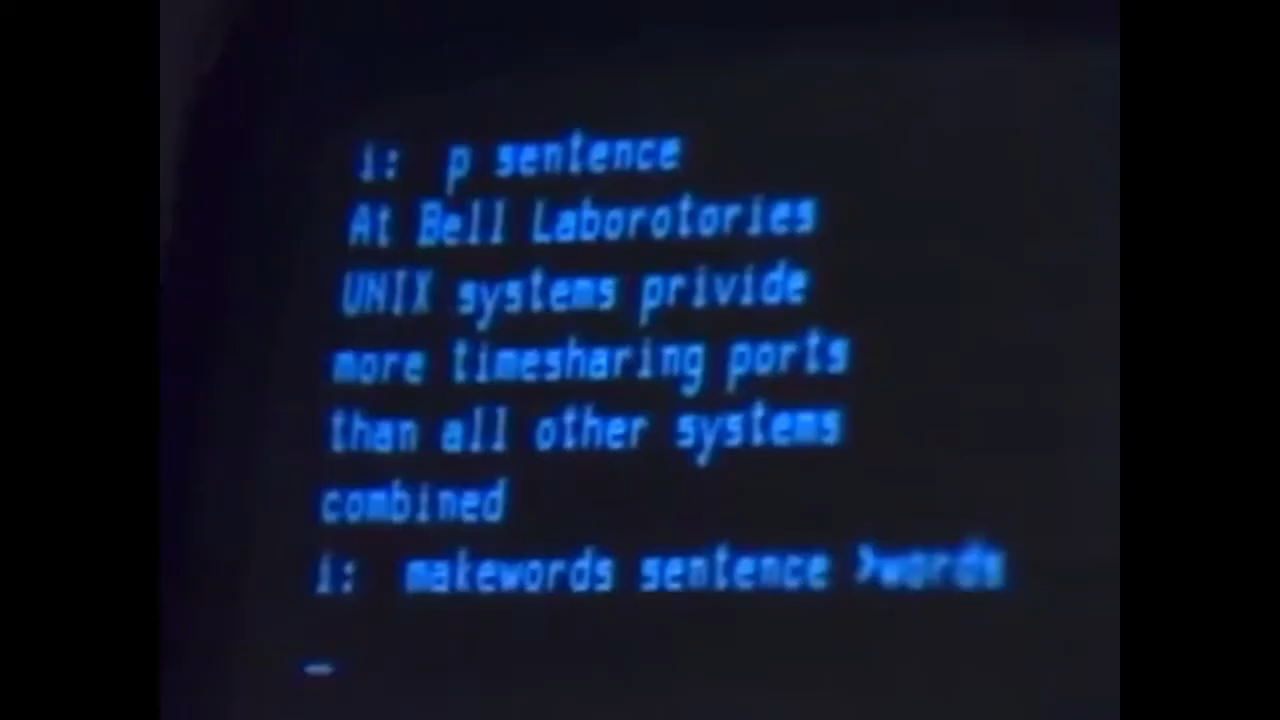 i: p sentence
At Bell Laborotories
UNIX systems privide
more timesharing ports
than all other systems
combined
i: makewords sentence >words